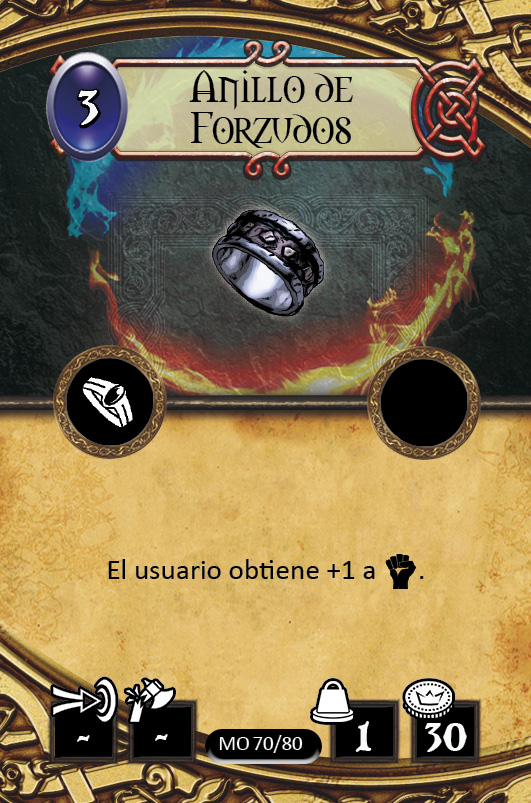 3
Anillo de
Forzudos
El usuario obtiene +1 a .
~
~
MO 70/80
1
30